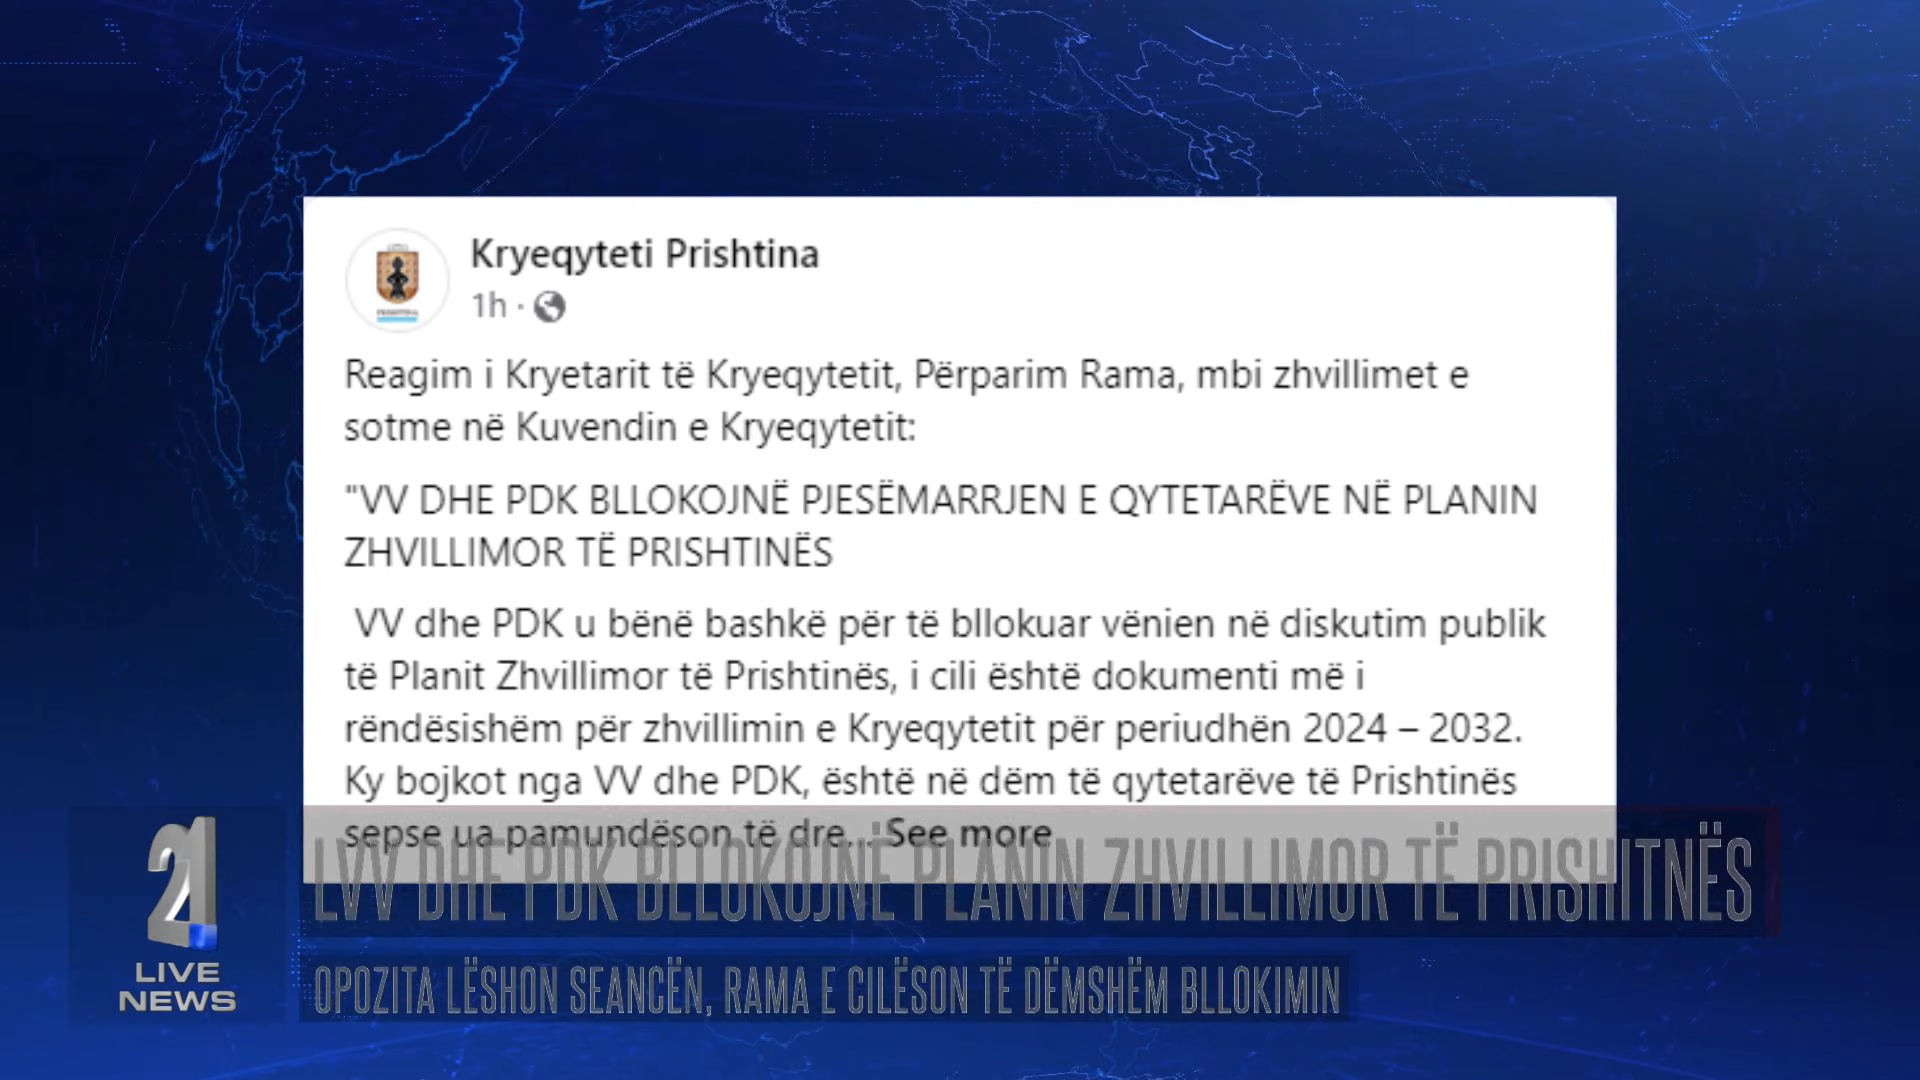 Kryeqyteti Prishtina
1h ·
Reagim i Kryetarit të Kryeqytetit, Përparim Rama, mbi zhvillimet e
sotme në Kuvendin e Kryeqytetit:
"VV DHE PDK BLLOKOJNË PJESËMARRJEN E QYTETARËVE NË PLANIN
ZHVILLIMOR TË PRISHTINËS
VV dhe PDK u bënë bashkë për të bllokuar vënien në diskutim publik
të Planit Zhvillimor të Prishtinës, i cili është dokumenti më i
rëndësishëm për zhvillimin e Kryeqytetit për periudhën 2024 – 2032.
Ky bojkot nga VV dhe PDK, është në dëm të qytetarëve të Prishtinës
sepse ua pamundëson të dre... See more
LVV DHE PDK BLLOKOJNË PLANIN ZHVILLIMOR TË PRISHITNËS
OPOZITA LËSHON SEANCËN, RAMA E CILËSON TË DËMSHËM BLLOKIMIN
21
LIVE
NEWS